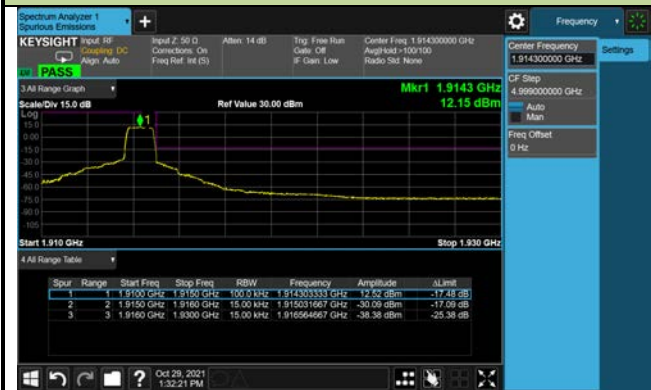 Spectrum Analyzer 1
Spurious Emissions
Frequency
KEYSIGHT
Input: RF
Coupling: DC
Align: Auto
Input Z: 50 Ω
Corrections: On
Freq Ref: Int (S)
Atten: 14 dB
Trig: Free Run
Gate: Off
IF Gain: Low
Center Freq: 1.914300000 GHz
Avg|Hold:>100/100
Radio Std: None
PASS
Center Frequency
1.914300000 GHz
Settings
CF Step
4.999000000 GHz
Auto
Man
Freq Offset
0 Hz
3 All Range Graph
Mkr1 1.9143 GHz
Scale/Div 15.0 dB
Ref Value 30.00 dBm
12.15 dBm
Log
15.0
0.00
-15.0
-30.0
-45.0
-60.0
-75.0
-90.0
-105
1
Start 1.910 GHz
Stop 1.930 GHz
4 All Range Table
Spur Range Start Freq Stop Freq RBW Frequency Amplitude ΔLimit
1 1 1.9100 GHz 1.9150 GHz 100.0 kHz 1.914303333 GHz 12.52 dBm -17.48 dB
2 2 1.9150 GHz 1.9160 GHz 15.00 kHz 1.915031667 GHz -30.09 dBm -17.09 dB
3 3 1.9160 GHz 1.9300 GHz 15.00 kHz 1.916564667 GHz -38.38 dBm -25.38 dB
?
Oct 29, 2021
1:32:21 PM